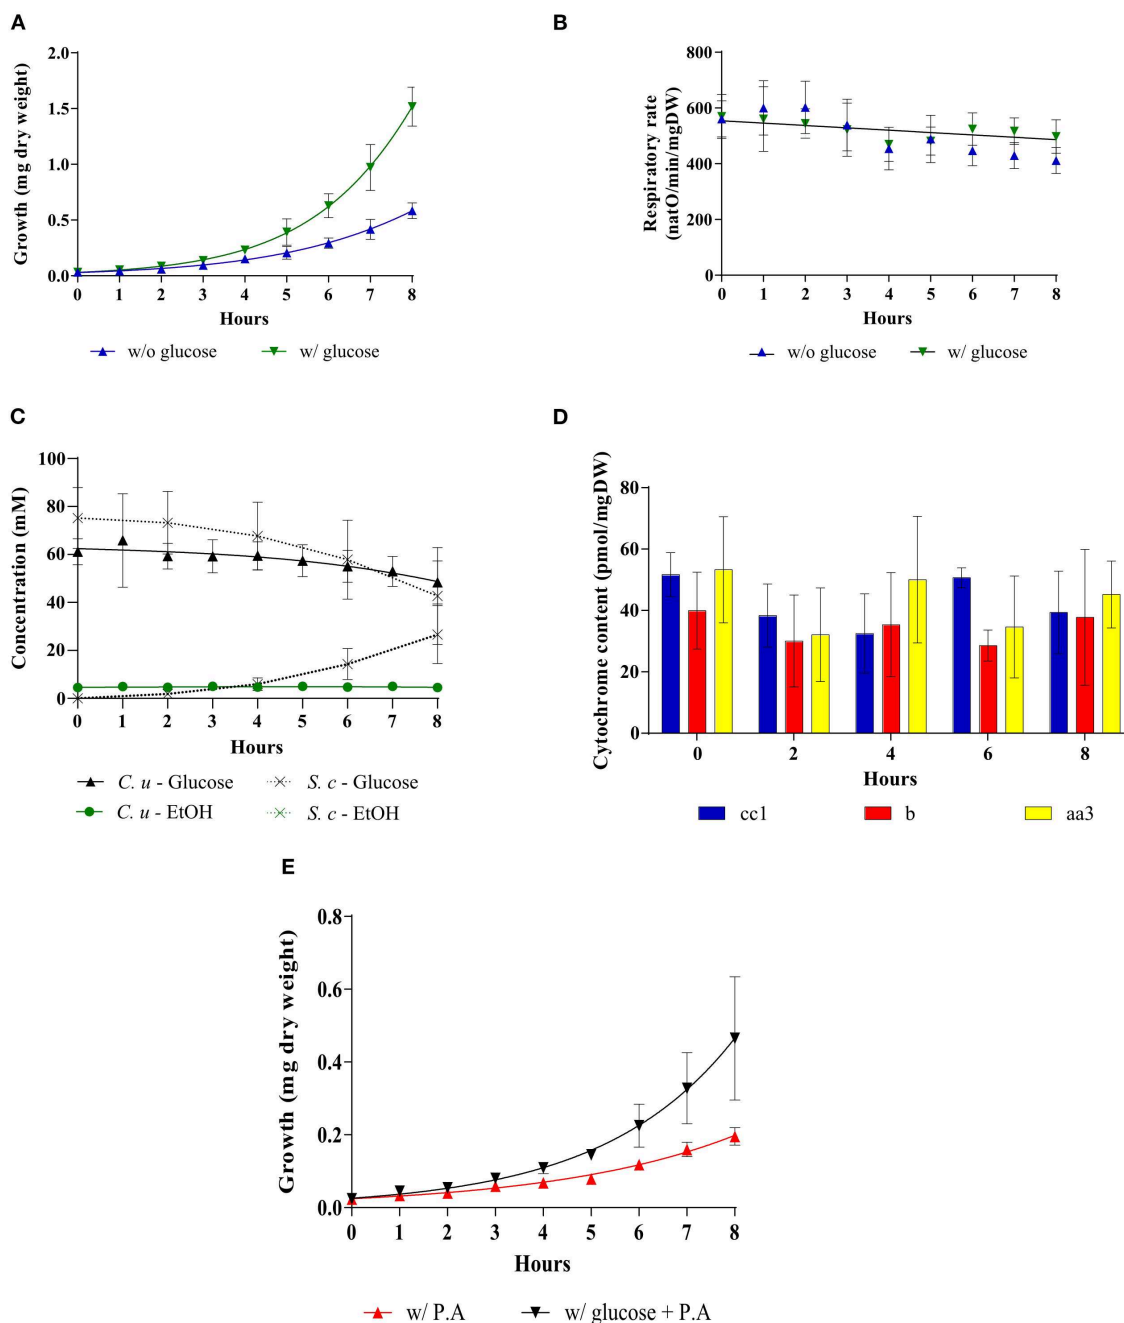 A
Growth (mg dry weight)
2.0
1.5
1.0
0.5
0.0
0 1 2 3 4 5 6 7 8
Hours
w/o glucose w/ glucose
B
Respiratory rate
(natO/min/mgDW)
800
600
400
200
0
0 1 2 3 4 5 6 7 8
Hours
w/o glucose w/ glucose
C
Concentration (mM)
100
80
60
40
20
0
0 1 2 3 4 5 6 7 8
Hours
C. u - Glucose S. c - Glucose
C. u - EtOH S. c - EtOH
D
Cytochrome content (pmol/mgDW)
80
60
40
20
0
0 2 4 6 8
Hours
cc1 b aa3
E
Growth (mg dry weight)
0.8
0.6
0.4
0.2
0.0
0 1 2 3 4 5 6 7 8
Hours
w/ P.A w/ glucose + P.A